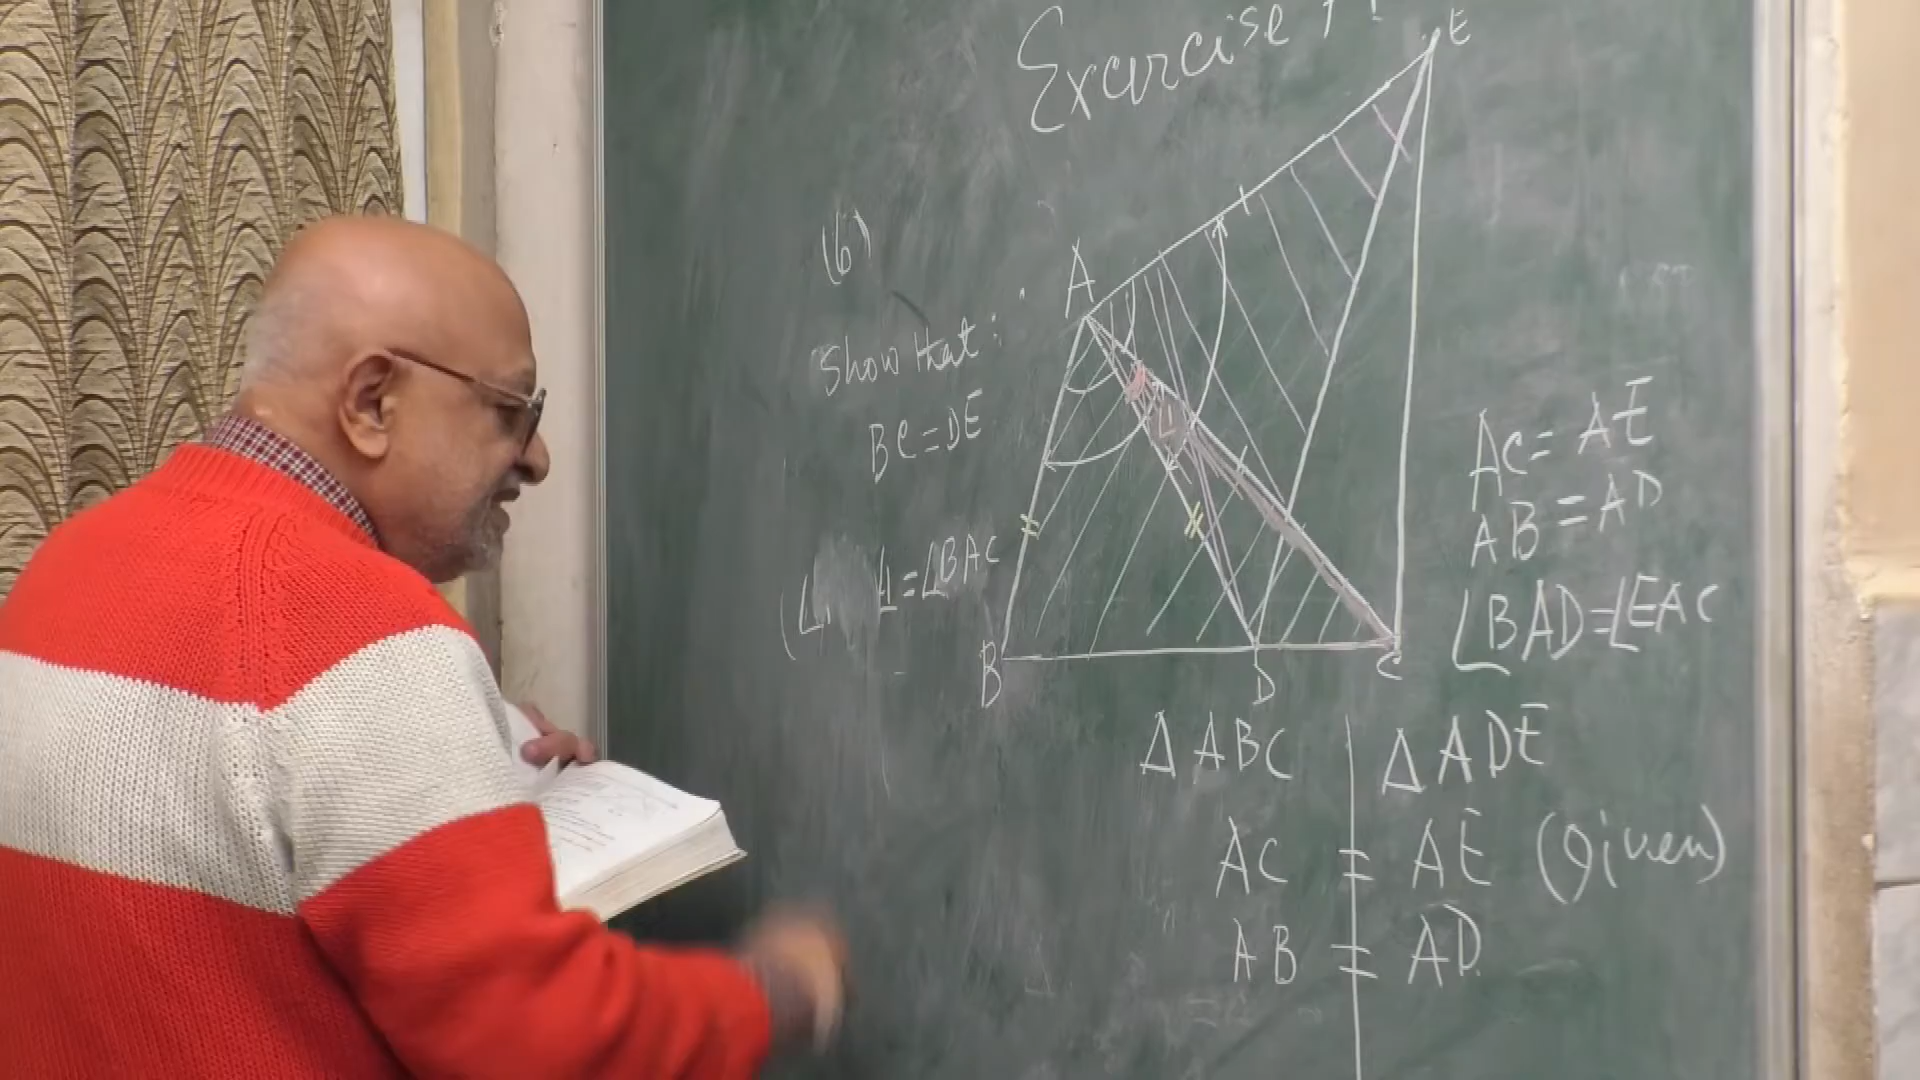 Exercise 7.1
E
(6)
A
Show that:
BC = DE
∠BAC
B
D
C
AC = AE
AB = AD
∠BAD = ∠EAC
Δ ABC Δ ADE
AC = AE (Given)
AB = AD